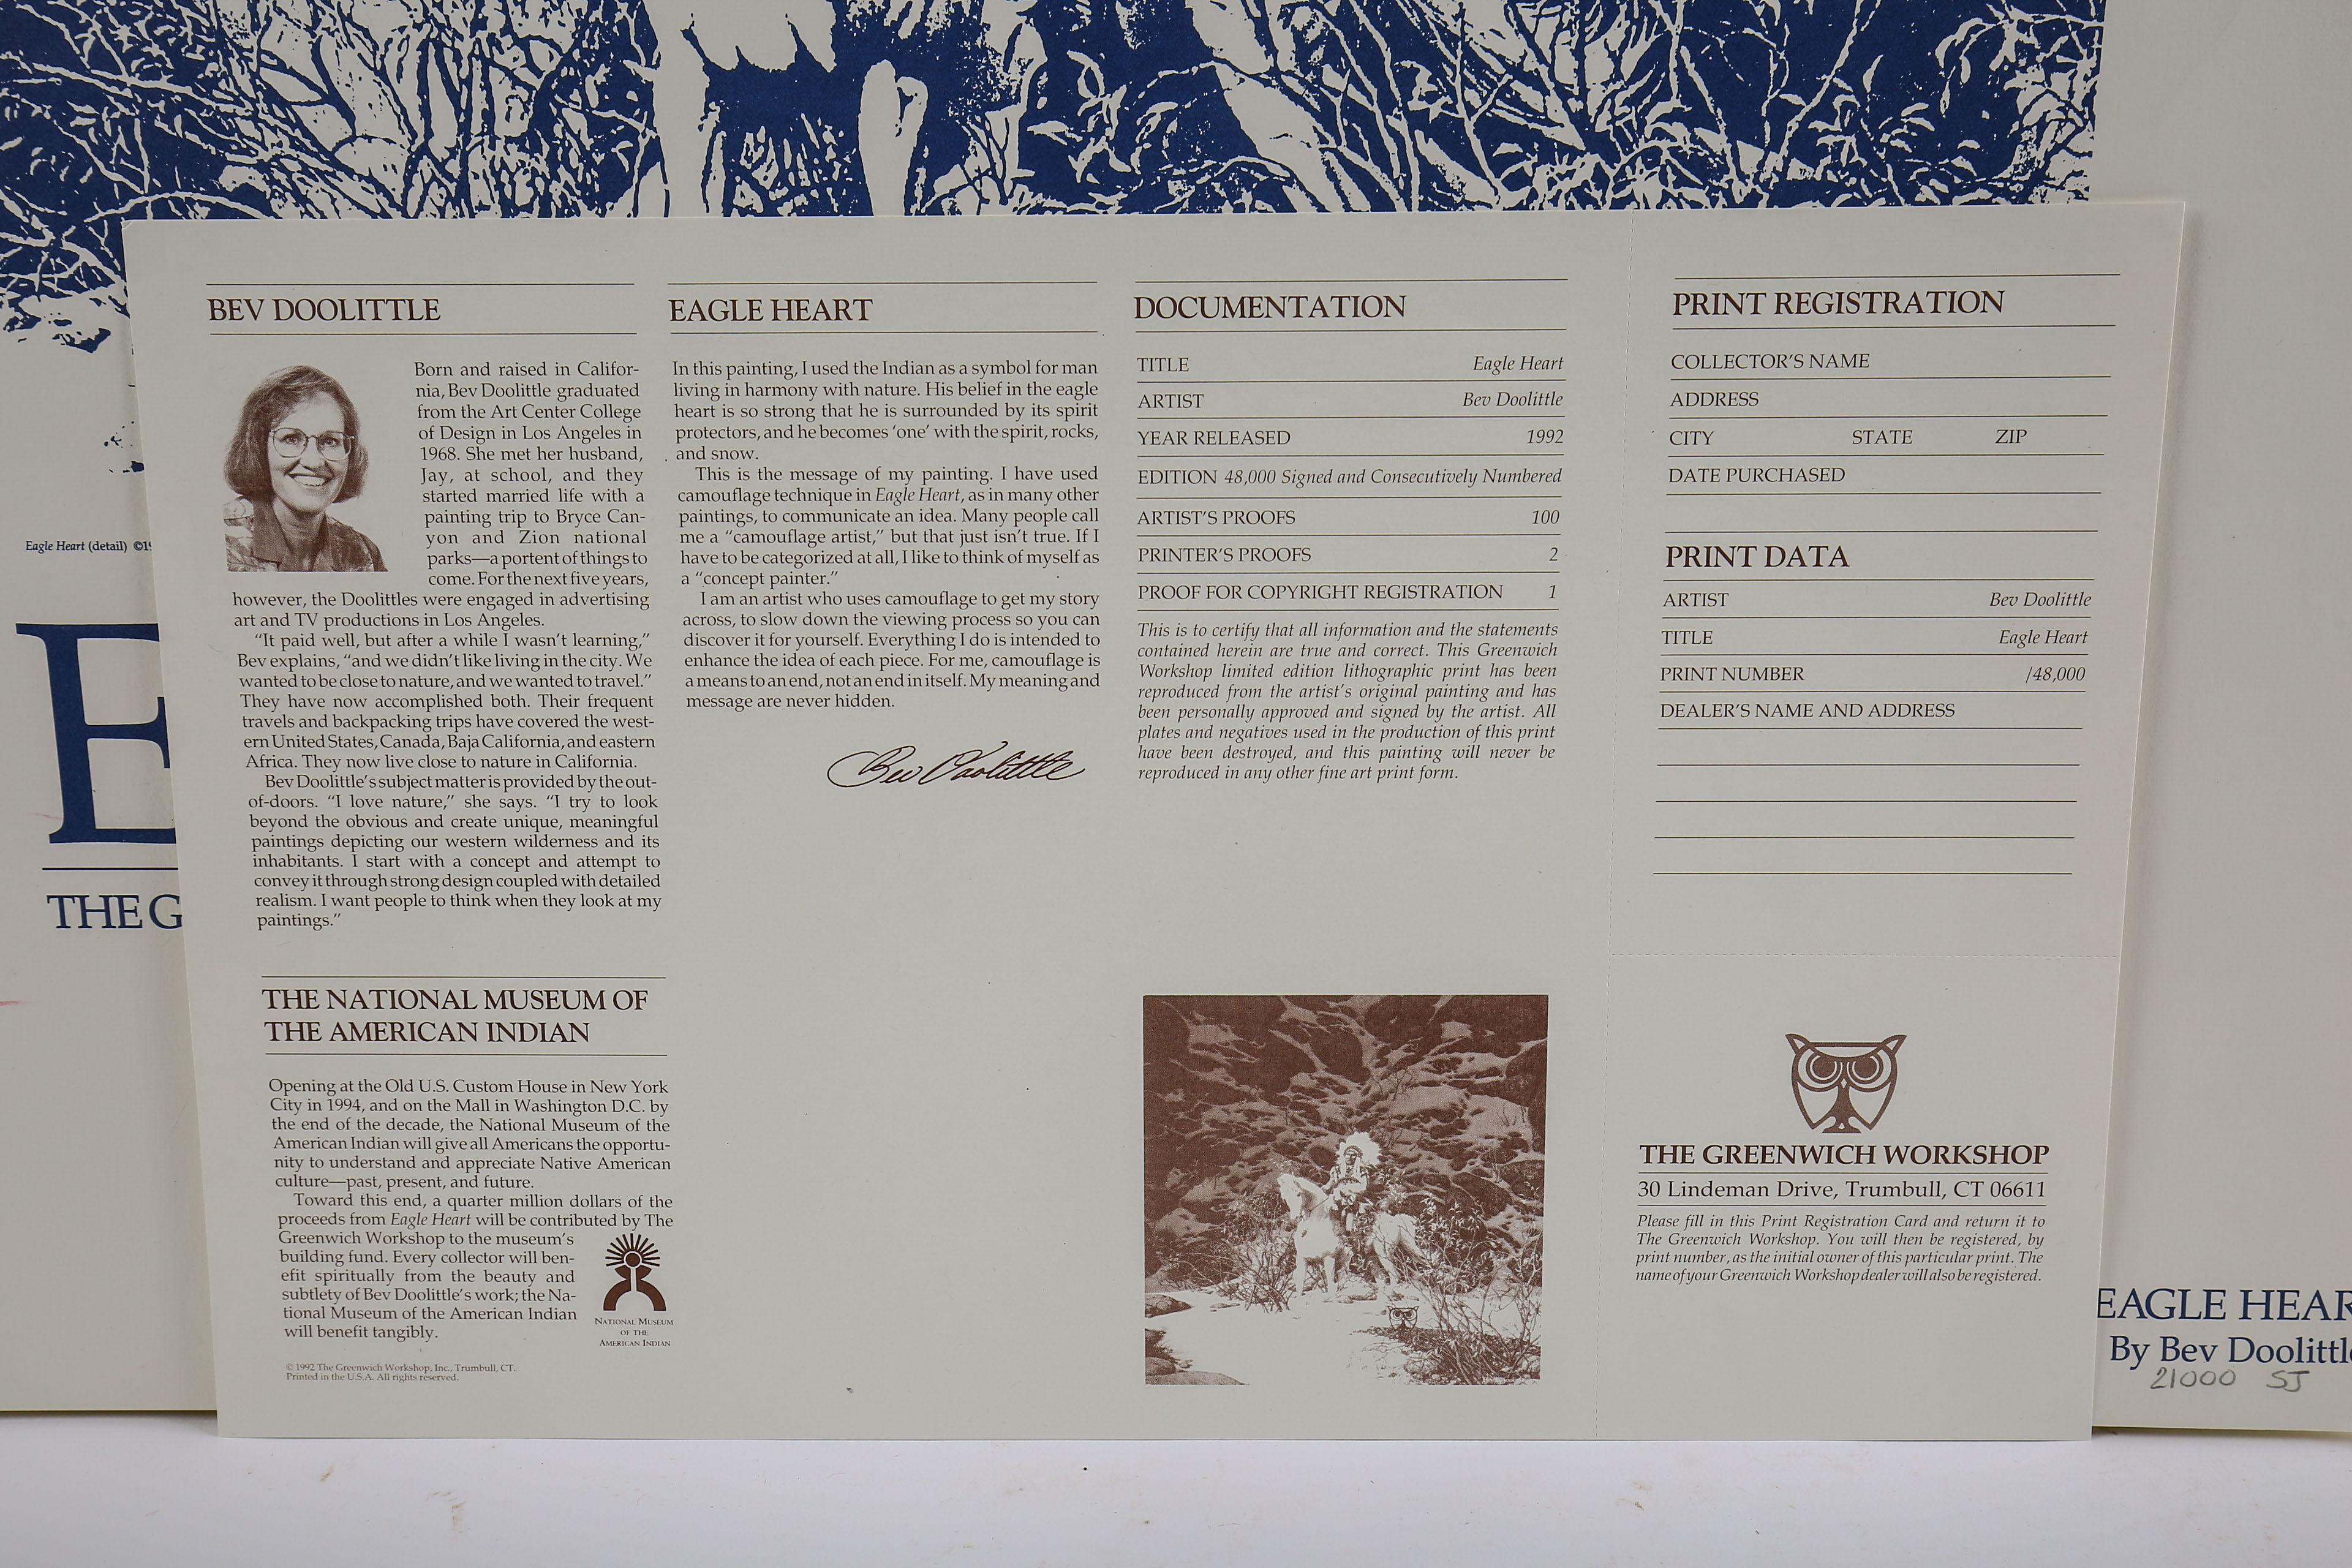 BEV DOOLITTLE
Born and raised in Califor-
nia, Bev Doolittle graduated
from the Art Center College
of Design in Los Angeles in
1968. She met her husband,
Jay, at school, and they
started married life with a
painting trip to Bryce Can-
yon and Zion national
parks—a portent of things to
come. For the next five years,
however, the Doolittles were engaged in advertising
art and TV productions in Los Angeles.
"It paid well, but after a while I wasn't learning,"
Bev explains, "and we didn't like living in the city. We
wanted to be close to nature, and we wanted to travel."
They have now accomplished both. Their frequent
travels and backpacking trips have covered the west-
ern United States, Canada, Baja California, and eastern
Africa. They now live close to nature in California.
Bev Doolittle's subject matter is provided by the out-
of-doors. "I love nature," she says. "I try to look
beyond the obvious and create unique, meaningful
paintings depicting our western wilderness and its
inhabitants. I start with a concept and attempt to
convey it through strong design coupled with detailed
realism. I want people to think when they look at my
paintings."
THE NATIONAL MUSEUM OF
THE AMERICAN INDIAN
Opening at the Old U.S. Custom House in New York
City in 1994, and on the Mall in Washington D.C. by
the end of the decade, the National Museum of the
American Indian will give all Americans the opportu-
nity to understand and appreciate Native American
culture—past, present, and future.
Toward this end, a quarter million dollars of the
proceeds from Eagle Heart will be contributed by The
Greenwich Workshop to the museum's
building fund. Every collector will ben-
efit spiritually from the beauty and
subtlety of Bev Doolittle's work; the Na-
tional Museum of the American Indian
will benefit tangibly.
NATIONAL MUSEUM
OF THE
AMERICAN INDIAN
© 1992 The Greenwich Workshop, Inc., Trumbull, CT.
Printed in the U.S.A. All rights reserved.
EAGLE HEART
In this painting, I used the Indian as a symbol for man
living in harmony with nature. His belief in the eagle
heart is so strong that he is surrounded by its spirit
protectors, and he becomes 'one' with the spirit, rocks,
and snow.
This is the message of my painting. I have used
camouflage technique in Eagle Heart, as in many other
paintings, to communicate an idea. Many people call
me a "camouflage artist," but that just isn't true. If I
have to be categorized at all, I like to think of myself as
a "concept painter."
I am an artist who uses camouflage to get my story
across, to slow down the viewing process so you can
discover it for yourself. Everything I do is intended to
enhance the idea of each piece. For me, camouflage is
a means to an end, not an end in itself. My meaning and
message are never hidden.
Bev Doolittle
DOCUMENTATION
TITLE Eagle Heart
ARTIST Bev Doolittle
YEAR RELEASED 1992
EDITION 48,000 Signed and Consecutively Numbered
ARTIST'S PROOFS 100
PRINTER'S PROOFS 2
PROOF FOR COPYRIGHT REGISTRATION 1
This is to certify that all information and the statements
contained herein are true and correct. This Greenwich
Workshop limited edition lithographic print has been
reproduced from the artist's original painting and has
been personally approved and signed by the artist. All
plates and negatives used in the production of this print
have been destroyed, and this painting will never be
reproduced in any other fine art print form.
PRINT REGISTRATION
COLLECTOR'S NAME
ADDRESS
CITY STATE ZIP
DATE PURCHASED
PRINT DATA
ARTIST Bev Doolittle
TITLE Eagle Heart
PRINT NUMBER /48,000
DEALER'S NAME AND ADDRESS
THE GREENWICH WORKSHOP
30 Lindeman Drive, Trumbull, CT 06611
Please fill in this Print Registration Card and return it to
The Greenwich Workshop. You will then be registered, by
print number, as the initial owner of this particular print. The
name of your Greenwich Workshop dealer will also be registered.
Eagle Heart (detail) ©19
E
THE G
EAGLE HEAR
By Bev Doolittle
21000 SJ